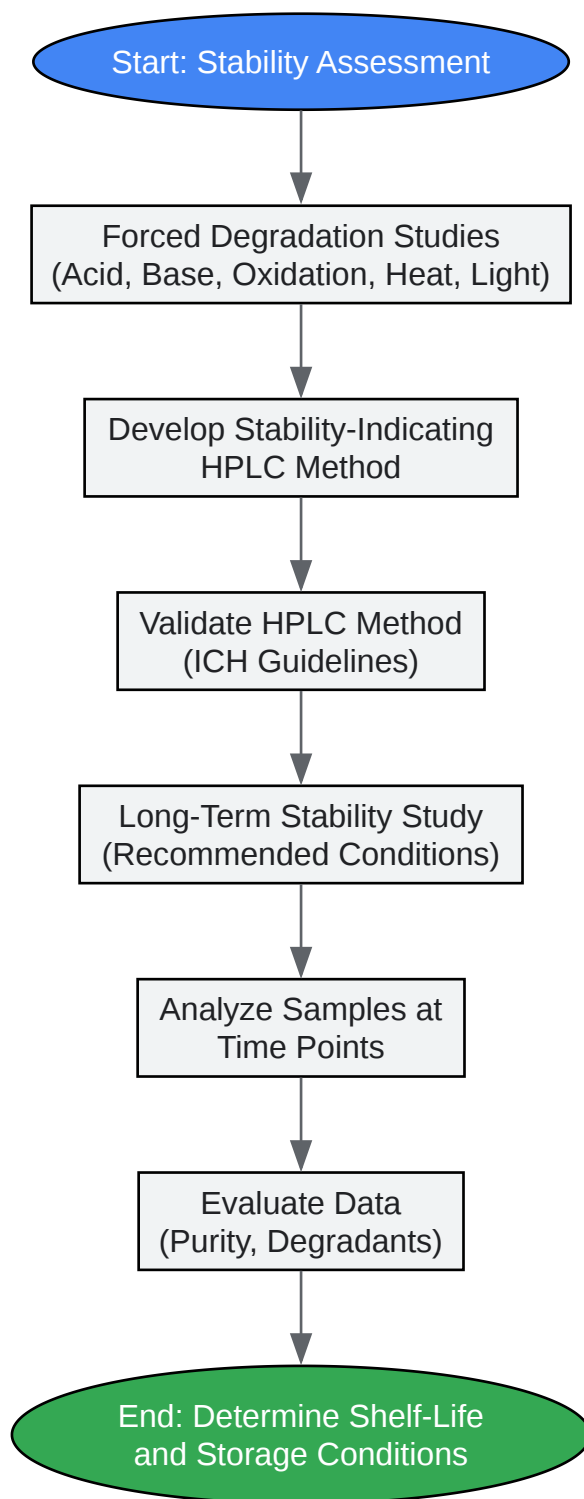 Start: Stability Assessment
Forced Degradation Studies
(Acid, Base, Oxidation, Heat, Light)
Develop Stability-Indicating
HPLC Method
Validate HPLC Method
(ICH Guidelines)
Long-Term Stability Study
(Recommended Conditions)
Analyze Samples at
Time Points
Evaluate Data
(Purity, Degradants)
End: Determine Shelf-Life
and Storage Conditions